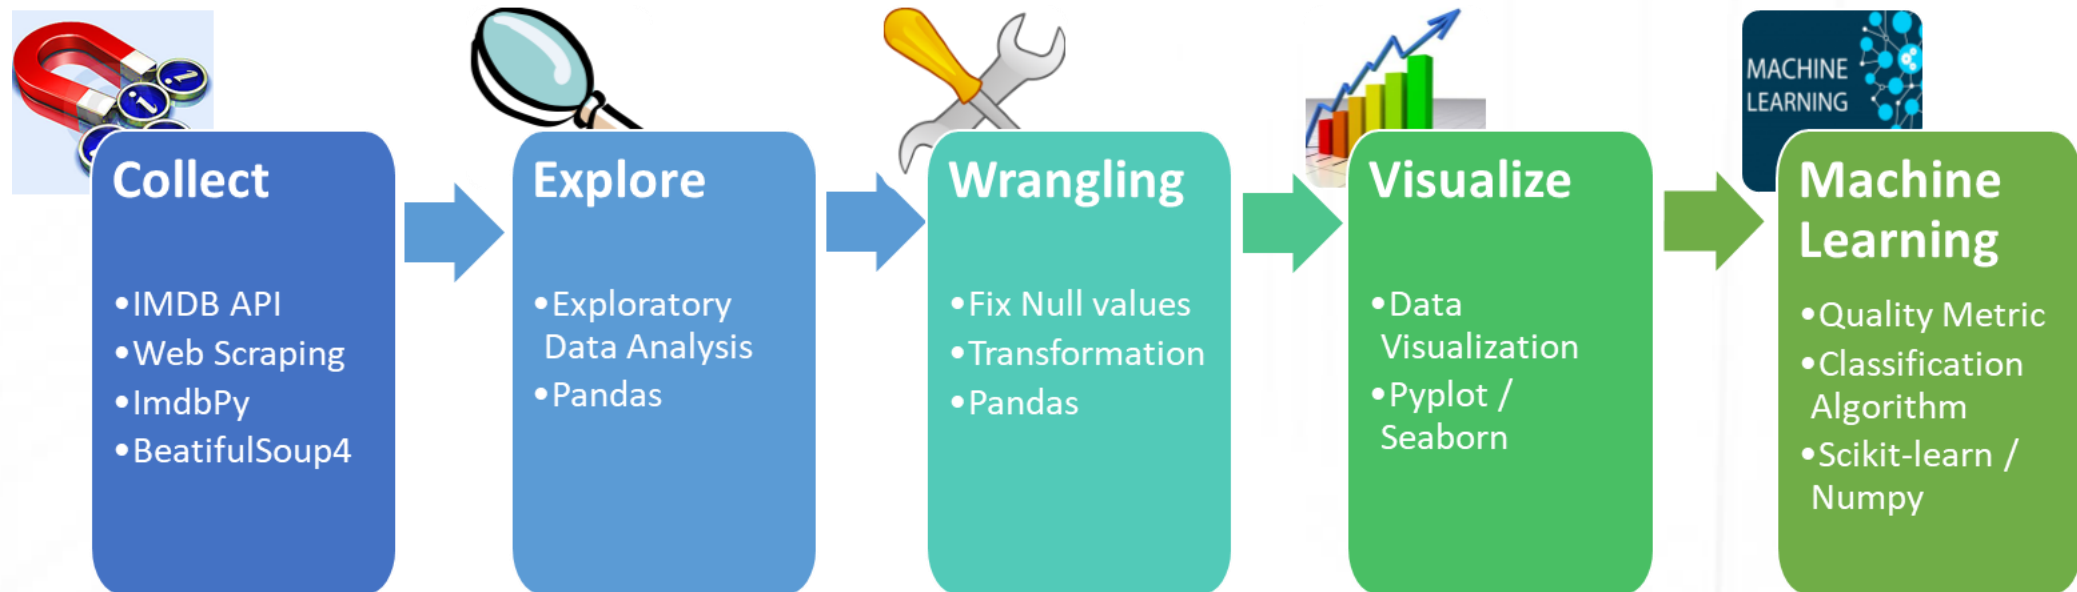 MACHINE
LEARNING
Collect
•IMDB API
•Web Scraping
•ImdbPy
•BeatifulSoup4
Explore
•Exploratory
Data Analysis
•Pandas
Wrangling
•Fix Null values
•Transformation
•Pandas
Visualize
•Data
Visualization
•Pyplot /
Seaborn
Machine
Learning
•Quality Metric
•Classification
Algorithm
•Scikit-learn /
Numpy